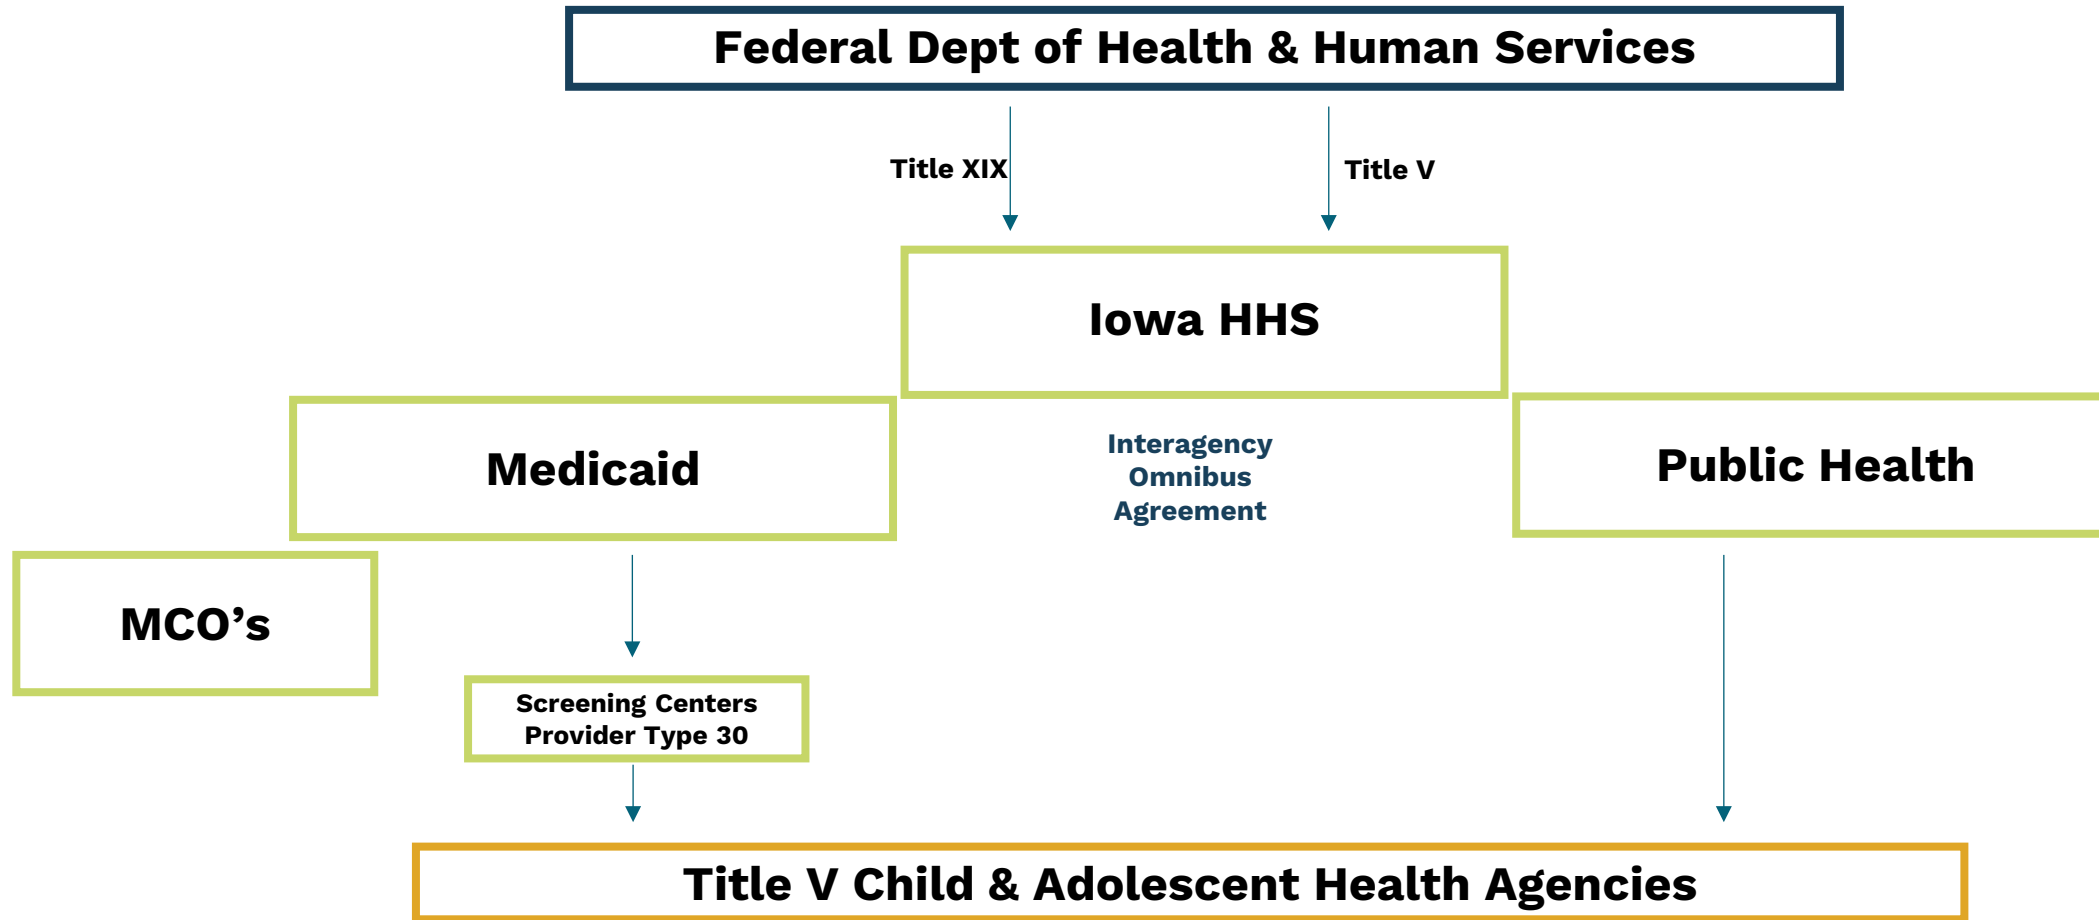 Federal Dept of Health & Human Services
Title XIX
Title V
Iowa HHS
Medicaid
Interagency
Omnibus
Agreement
Public Health
MCO’s
Screening Centers
Provider Type 30
Title V Child & Adolescent Health Agencies